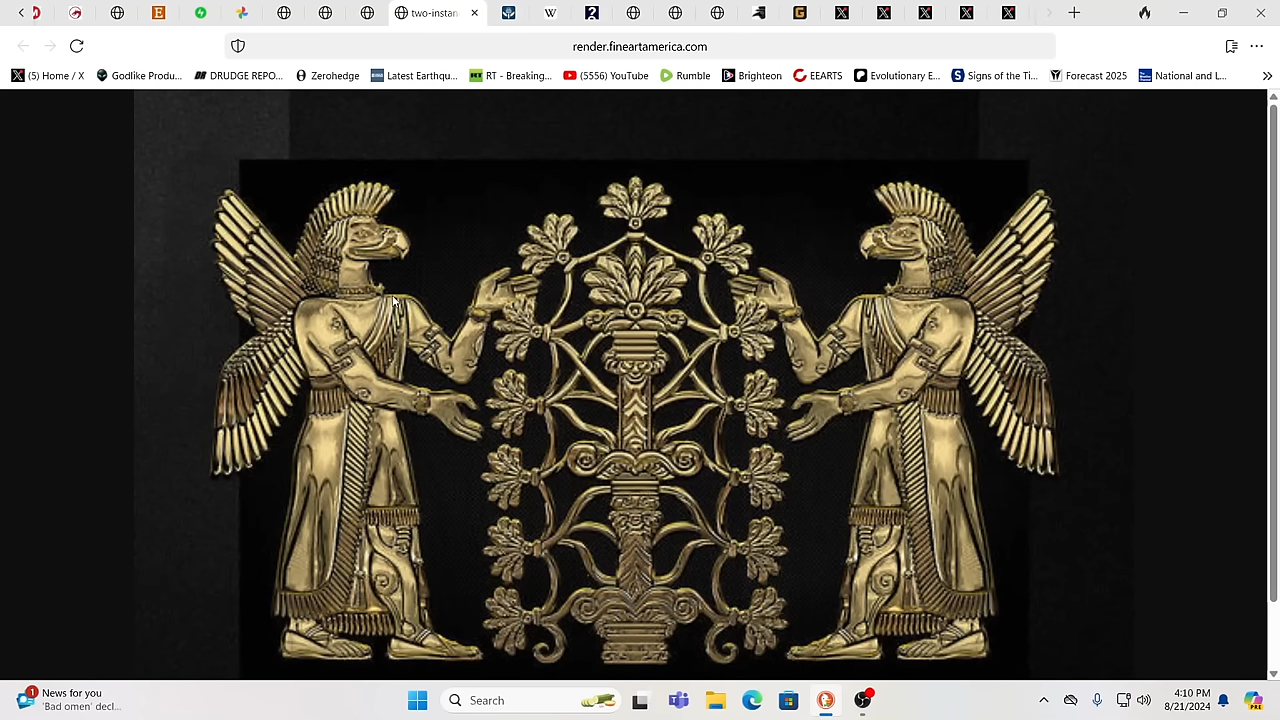 two-instan
render.fineartamerica.com
(5) Home / X
Godlike Produ...
DRUDGE REPO...
Zerohedge
Latest Earthqu...
RT - Breaking...
(5556) YouTube
Rumble
Brighteon
EEARTS
Evolutionary E...
Signs of the Ti...
Forecast 2025
National and L...
News for you
'Bad omen: decl...
Search
4:10 PM
8/21/2024